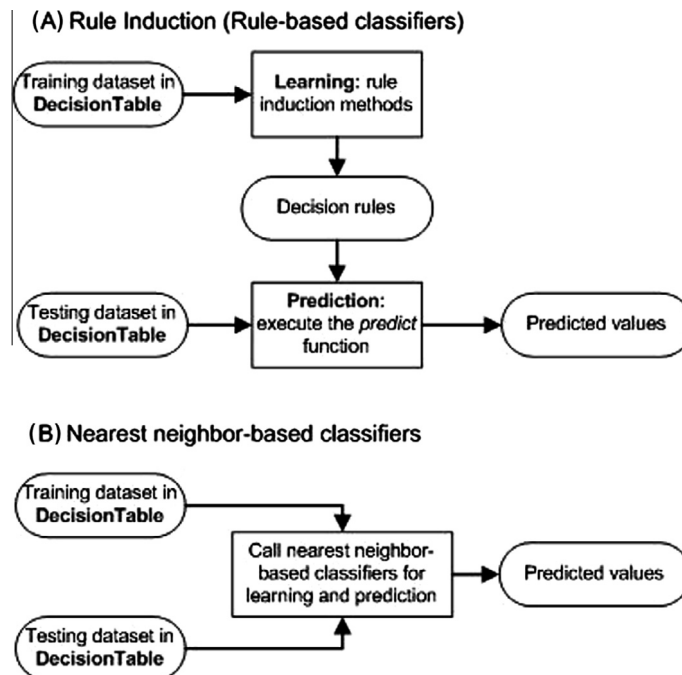 (A) Rule Induction (Rule-based classifiers)
Training dataset in
DecisionTable
Learning: rule
induction methods
Decision rules
Testing dataset in
DecisionTable
Prediction:
execute the predict
function
Predicted values
(B) Nearest neighbor-based classifiers
Training dataset in
DecisionTable
Call nearest neighbor-
based classifiers for
learning and prediction
Predicted values
Testing dataset in
DecisionTable